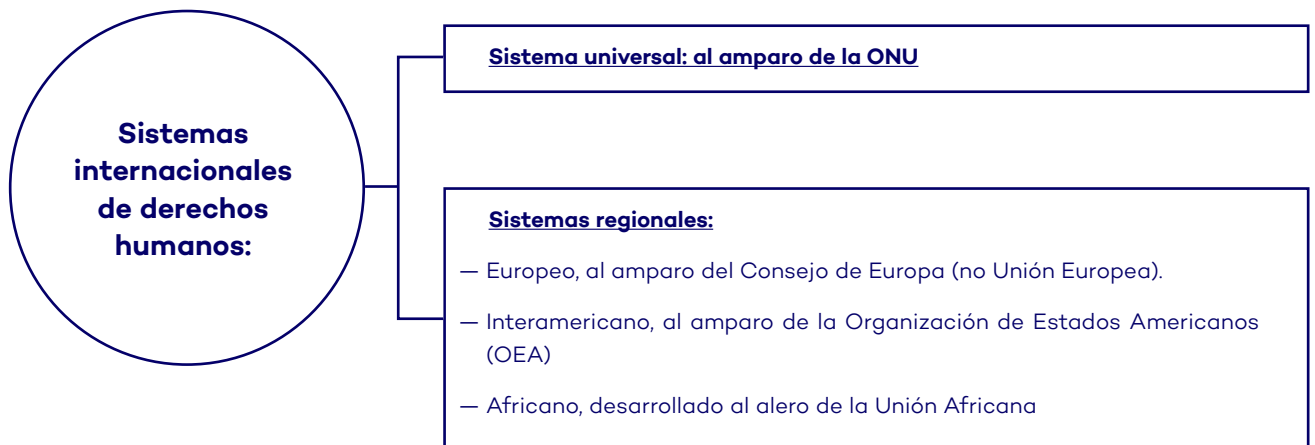 Sistemas
internacionales
de derechos
humanos:
Sistema universal: al amparo de la ONU
Sistemas regionales:
— Europeo, al amparo del Consejo de Europa (no Unión Europea).
— Interamericano, al amparo de la Organización de Estados Americanos
(OEA)
— Africano, desarrollado al alero de la Unión Africana